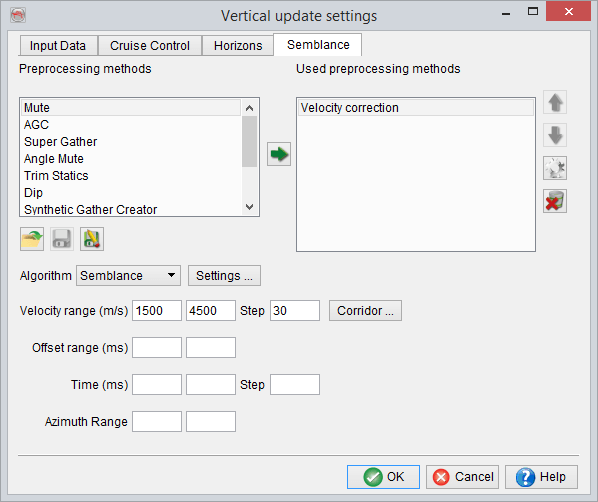 Vertical update settings
Input Data Cruise Control Horizons Semblance
Preprocessing methods Used preprocessing methods
Mute Velocity correction
AGC
Super Gather
Angle Mute
Trim Statics
Dip
Synthetic Gather Creator
Algorithm Semblance Settings ...
Velocity range (m/s) 1500 4500 Step 30 Corridor ...
Offset range (ms)
Time (ms) Step
Azimuth Range
OK Cancel Help